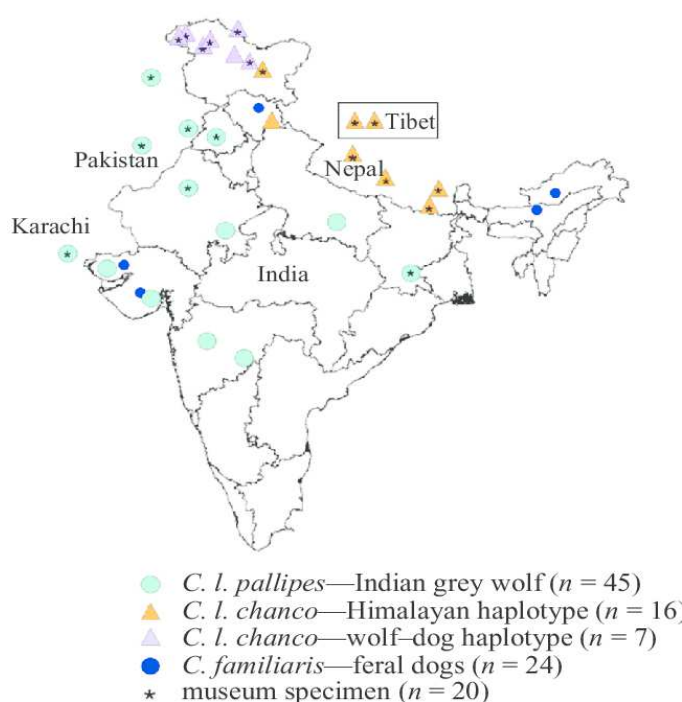 Tibet
Nepal
Pakistan
Karachi
India
C. l. pallipes—Indian grey wolf (n = 45)
C. l. chanco—Himalayan haplotype (n = 16)
C. l. chanco—wolf–dog haplotype (n = 7)
C. familiaris—feral dogs (n = 24)
museum specimen (n = 20)